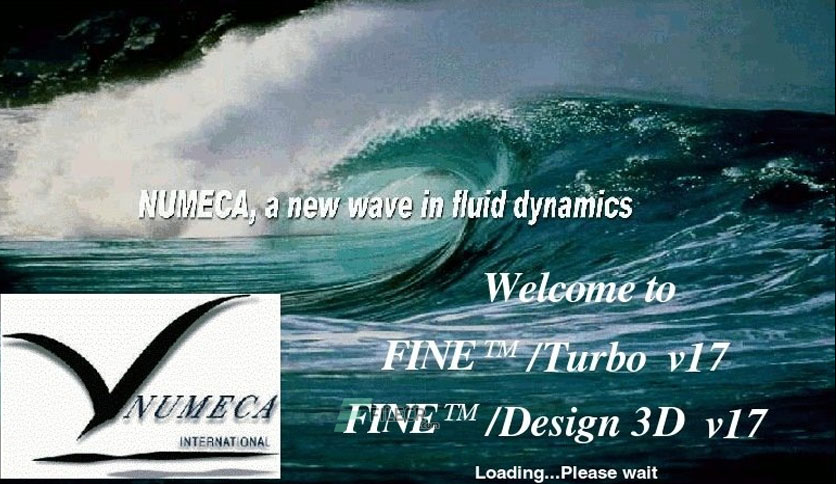 NUMECA, a new wave in fluid dynamics
Welcome to
FINE™ /Turbo v17
FINE™ /Design 3D v17
NUMECA
INTERNATIONAL
Loading...Please wait